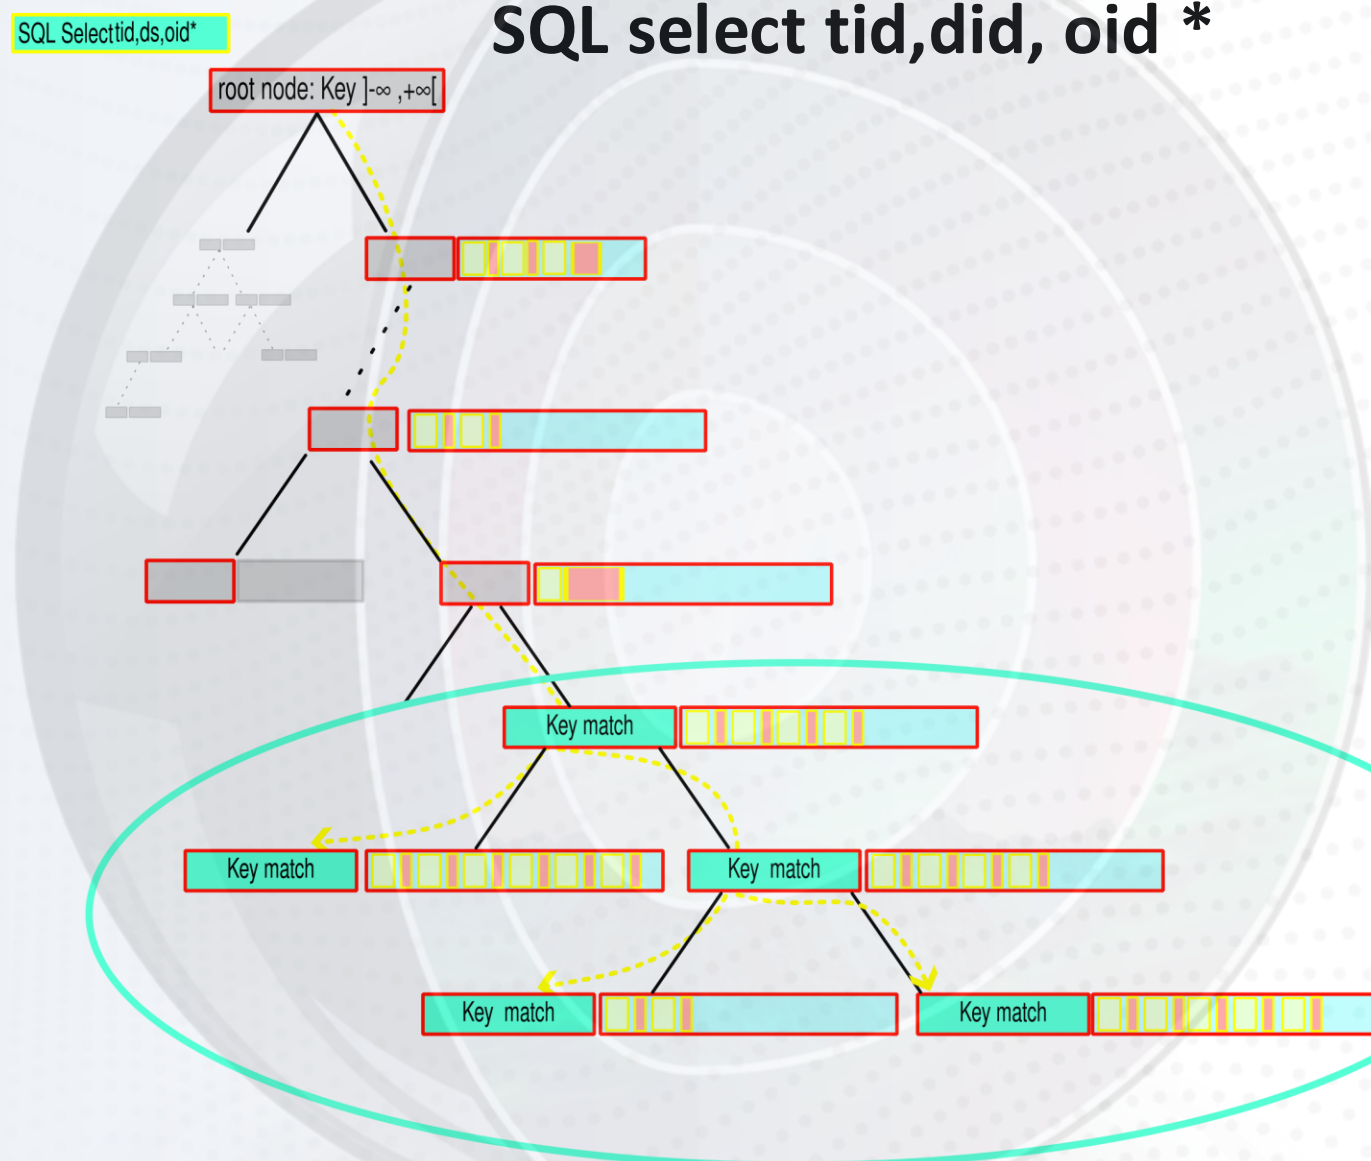 SQL select tid,did, oid *
SQL Selecttid,ds,oid*
root node: Key ]-∞ ,+∞[
Key match
Key match
Key match
Key match
Key match